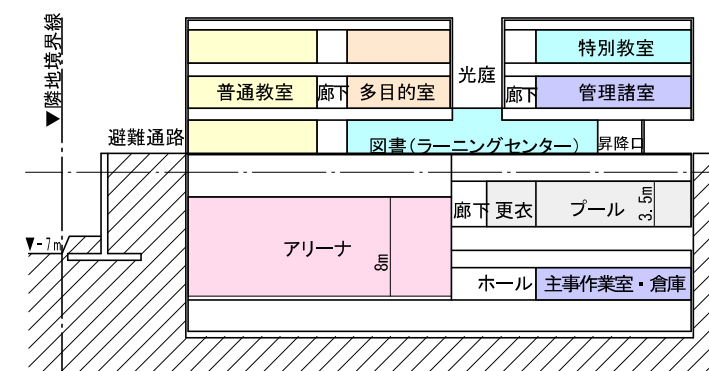 ▼隣地境界線
特別教室
光庭
普通教室
廊下
多目的室
廊下
管理諸室
避難通路
図書(ラーニングセンター)
昇降口
廊下
更衣
プール
3.5m
▼-7m
アリーナ
8m
ホール
主事作業室・倉庫